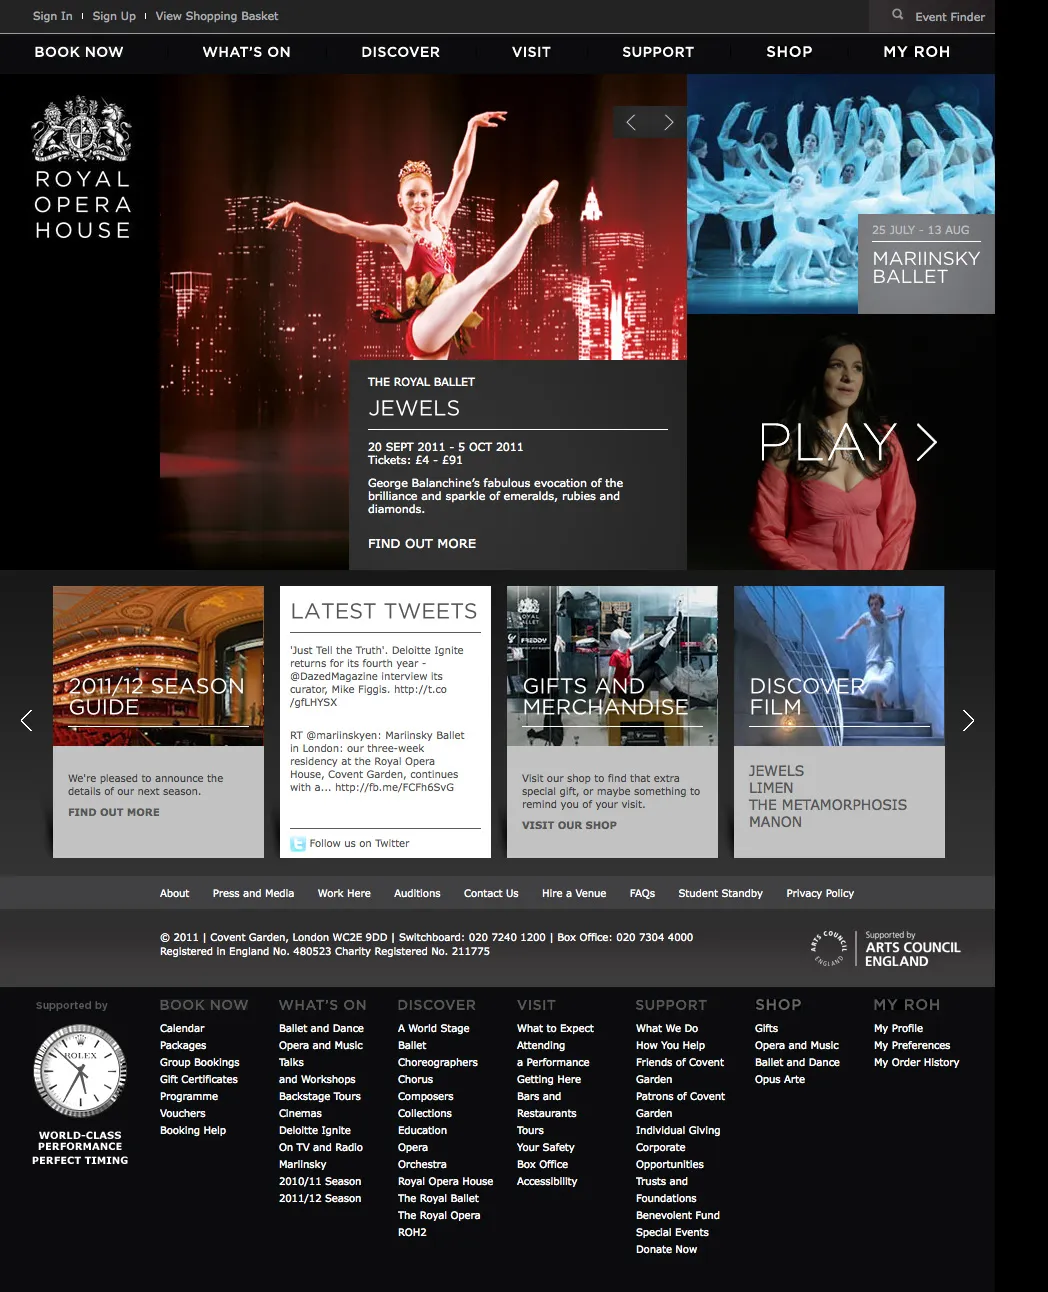 Sign In | Sign Up | View Shopping Basket
Event Finder
BOOK NOW
WHAT'S ON
DISCOVER
VISIT
SUPPORT
SHOP
MY ROH
ROYAL
OPERA
HOUSE
25 JULY - 13 AUG
MARIINSKY
BALLET
THE ROYAL BALLET
JEWELS
20 SEPT 2011 - 5 OCT 2011
Tickets: £4 - £91
George Balanchine's fabulous evocation of the
brilliance and sparkle of emeralds, rubies and
diamonds.
FIND OUT MORE
PLAY
2011/12 SEASON
GUIDE
We're pleased to announce the
details of our next season.
FIND OUT MORE
LATEST TWEETS
'Just Tell the Truth'. Deloitte Ignite
returns for its fourth year -
@DazedMagazine interview its
curator, Mike Figgis. http://t.co
/gfLHYSX
RT @mariinskyen: Mariinsky Ballet
in London: our three-week
residency at the Royal Opera
House, Covent Garden, continues
with a... http://fb.me/FCFh6SvG
Follow us on Twitter
FREDDY
GIFTS AND
MERCHANDISE
Visit our shop to find that extra
special gift, or maybe something to
remind you of your visit.
VISIT OUR SHOP
DISCOVER
FILM
JEWELS
LIMEN
THE METAMORPHOSIS
MANON
About
Press and Media
Work Here
Auditions
Contact Us
Hire a Venue
FAQs
Student Standby
Privacy Policy
© 2011 | Covent Garden, London WC2E 9DD | Switchboard: 020 7240 1200 | Box Office: 020 7304 4000
Registered in England No. 480523 Charity Registered No. 211775
ARTS COUNCIL
ENGLAND
Supported by
ARTS COUNCIL
ENGLAND
Supported by
ROLEX
WORLD-CLASS
PERFORMANCE
PERFECT TIMING
BOOK NOW
Calendar
Packages
Group Bookings
Gift Certificates
Programme
Vouchers
Booking Help
WHAT'S ON
Ballet and Dance
Opera and Music
Talks
and Workshops
Backstage Tours
Cinemas
Deloitte Ignite
On TV and Radio
Mariinsky
2010/11 Season
2011/12 Season
DISCOVER
A World Stage
Ballet
Choreographers
Chorus
Composers
Collections
Education
Opera
Orchestra
Royal Opera House
The Royal Ballet
The Royal Opera
ROH2
VISIT
What to Expect
Attending
a Performance
Getting Here
Bars and
Restaurants
Tours
Your Safety
Box Office
Accessibility
SUPPORT
What We Do
How You Help
Friends of Covent
Garden
Patrons of Covent
Garden
Individual Giving
Corporate
Opportunities
Trusts and
Foundations
Benevolent Fund
Special Events
Donate Now
SHOP
Gifts
Opera and Music
Ballet and Dance
Opus Arte
MY ROH
My Profile
My Preferences
My Order History